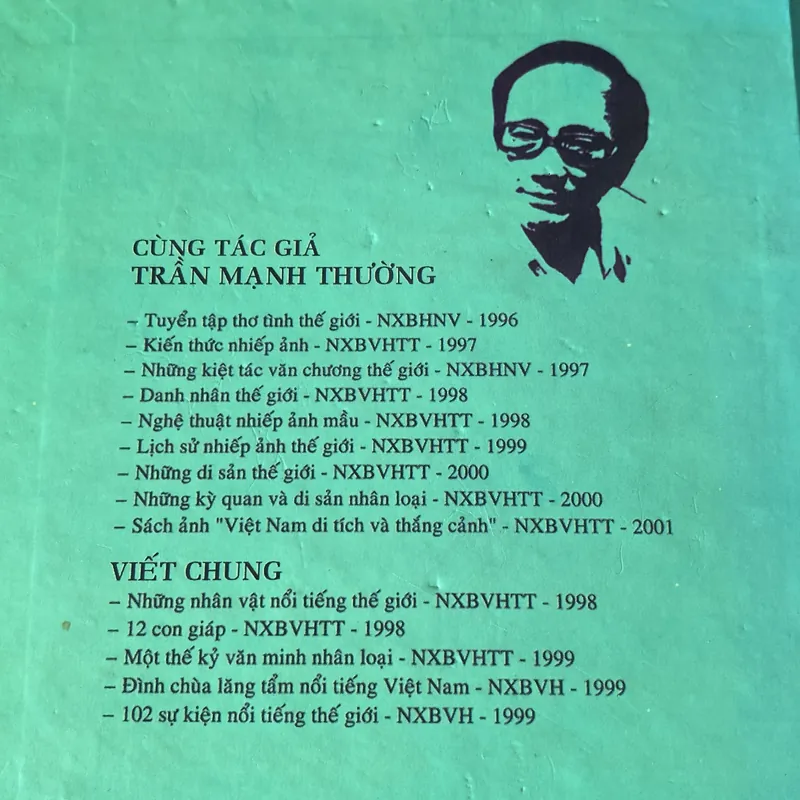 CÙNG TÁC GIẢ
TRẦN MẠNH THƯỜNG
– Tuyển tập thơ tình thế giới - NXBHNV - 1996
– Kiến thức nhiếp ảnh - NXBVHTT - 1997
– Những kiệt tác văn chương thế giới - NXBHNV - 1997
– Danh nhân thế giới - NXBVHTT - 1998
– Nghệ thuật nhiếp ảnh mầu - NXBVHTT - 1998
– Lịch sử nhiếp ảnh thế giới - NXBVHTT - 1999
– Những di sản thế giới - NXBVHTT - 2000
– Những kỳ quan và di sản nhân loại - NXBVHTT - 2000
– Sách ảnh "Việt Nam di tích và thắng cảnh" - NXBVHTT - 2001
VIẾT CHUNG
– Những nhân vật nổi tiếng thế giới - NXBVHTT - 1998
– 12 con giáp - NXBVHTT - 1998
– Một thế kỷ văn minh nhân loại - NXBVHTT - 1999
– Đình chùa lăng tẩm nổi tiếng Việt Nam - NXBVH - 1999
– 102 sự kiện nổi tiếng thế giới - NXBVH - 1999